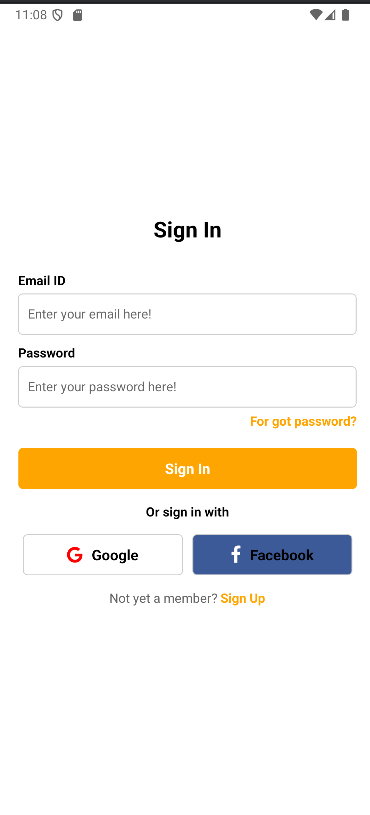 11:08
Sign In
Email ID
Enter your email here!
Password
Enter your password here!
For got password?
Sign In
Or sign in with
Google
Facebook
Not yet a member? Sign Up